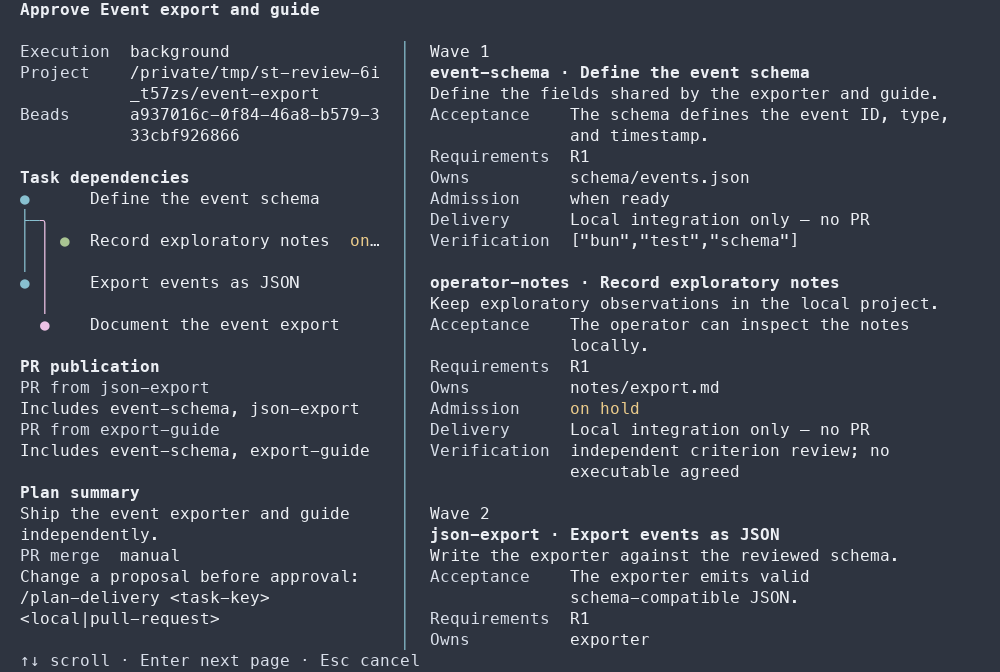 Approve Event export and guide
Execution  background
Project    /private/tmp/st-review-6i
_t57zs/event-export
Beads      a937016c-0f84-46a8-b579-3
33cbf926866
Task dependencies
Define the event schema
Record exploratory notes  on…
Export events as JSON
Document the event export
PR publication
PR from json-export
Includes event-schema, json-export
PR from export-guide
Includes event-schema, export-guide
Plan summary
Ship the event exporter and guide
independently.
PR merge  manual
Change a proposal before approval:
/plan-delivery <task-key>
<local|pull-request>
Wave 1
event-schema · Define the event schema
Define the fields shared by the exporter and guide.
Acceptance    The schema defines the event ID, type,
and timestamp.
Requirements  R1
Owns          schema/events.json
Admission     when ready
Delivery      Local integration only — no PR
Verification  ["bun","test","schema"]
operator-notes · Record exploratory notes
Keep exploratory observations in the local project.
Acceptance    The operator can inspect the notes
locally.
Requirements  R1
Owns          notes/export.md
Admission     on hold
Delivery      Local integration only — no PR
Verification  independent criterion review; no
executable agreed
Wave 2
json-export · Export events as JSON
Write the exporter against the reviewed schema.
Acceptance    The exporter emits valid
schema-compatible JSON.
Requirements  R1
Owns          exporter
↑↓ scroll · Enter next page · Esc cancel